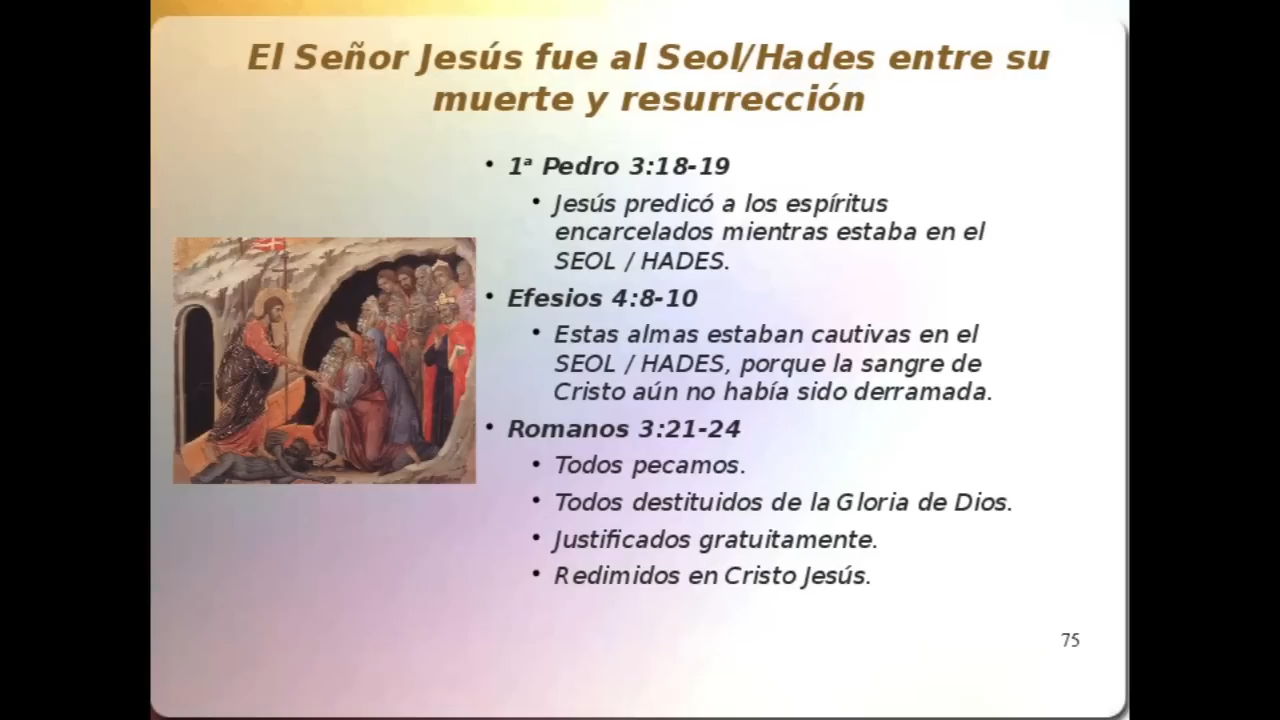 El Señor Jesús fue al Seol/Hades entre su
muerte y resurrección
• 1ª Pedro 3:18-19
• Jesús predicó a los espíritus
encarcelados mientras estaba en el
SEOL / HADES.
• Efesios 4:8-10
• Estas almas estaban cautivas en el
SEOL / HADES, porque la sangre de
Cristo aún no había sido derramada.
• Romanos 3:21-24
• Todos pecamos.
• Todos destituidos de la Gloria de Dios.
• Justificados gratuitamente.
• Redimidos en Cristo Jesús.
75